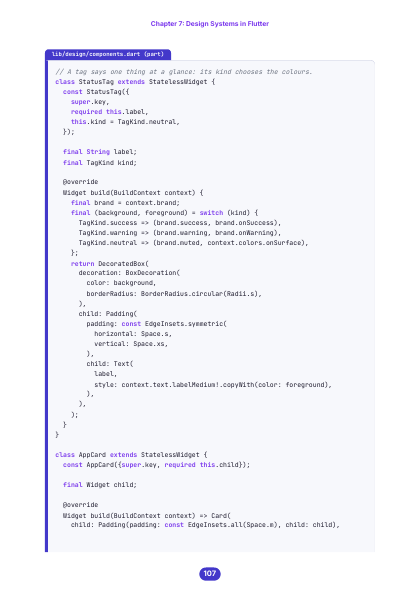 Chapter 7: Design Systems in Flutter
lib/design/components.dart (part)
// A tag says one thing at a glance: its kind chooses the colours.
class StatusTag extends StatelessWidget {
  const StatusTag({
    super.key,
    required this.label,
    this.kind = TagKind.neutral,
  });

  final String label;
  final TagKind kind;

  @override
  Widget build(BuildContext context) {
    final brand = context.brand;
    final (background, foreground) = switch (kind) {
      TagKind.success => (brand.success, brand.onSuccess),
      TagKind.warning => (brand.warning, brand.onWarning),
      TagKind.neutral => (brand.muted, context.colors.onSurface),
    };
    return DecoratedBox(
      decoration: BoxDecoration(
        color: background,
        borderRadius: BorderRadius.circular(Radii.s),
      ),
      child: Padding(
        padding: const EdgeInsets.symmetric(
          horizontal: Space.s,
          vertical: Space.xs,
        ),
        child: Text(
          label,
          style: context.text.labelMedium!.copyWith(color: foreground),
        ),
      ),
    );
  }
}

class AppCard extends StatelessWidget {
  const AppCard({super.key, required this.child});

  final Widget child;

  @override
  Widget build(BuildContext context) => Card(
    child: Padding(padding: const EdgeInsets.all(Space.m), child: child),
107